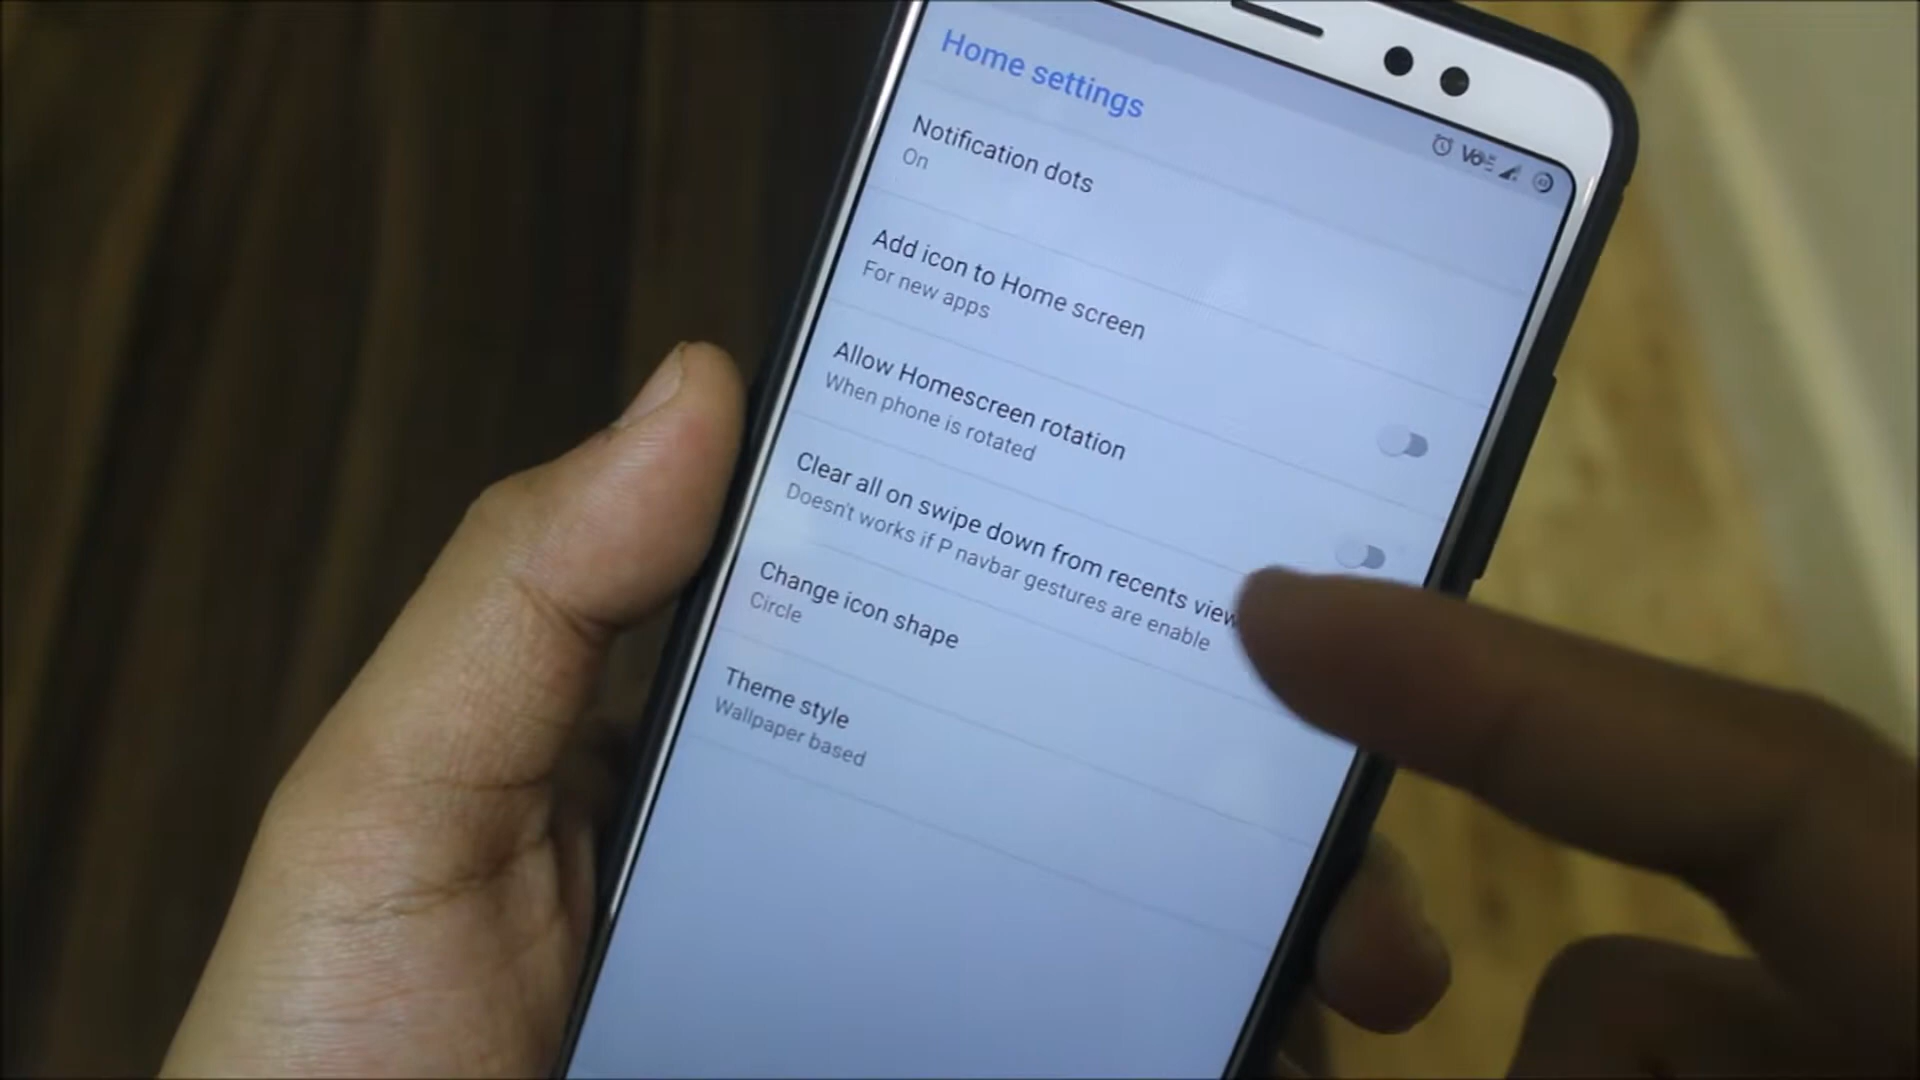 Home settings
Notification dots
On
Add icon to Home screen
For new apps
Allow Homescreen rotation
When phone is rotated
Clear all on swipe down from recents view
Doesn't works if P navbar gestures are enable
Change icon shape
Circle
Theme style
Wallpaper based